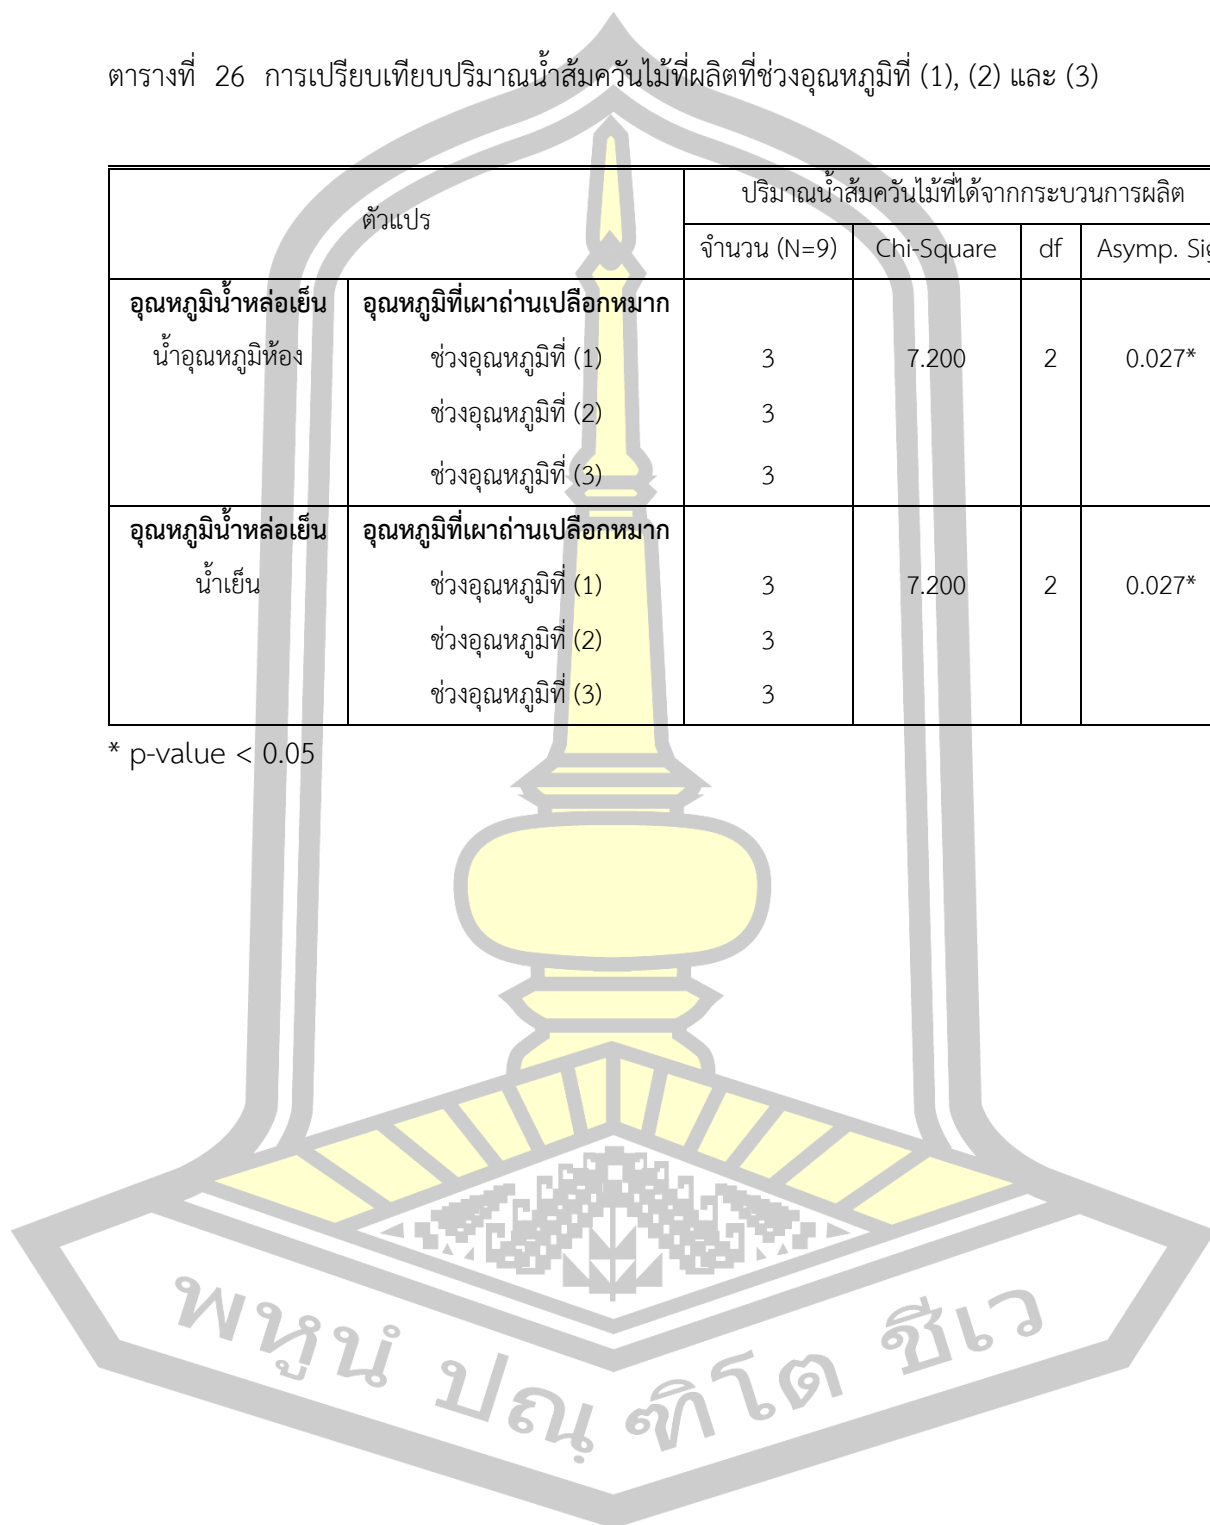 ตารางที่ 26 การเปรียบเทียบปริมาณน้ำส้มควันไม้ที่ผลิตที่ช่วงอุณหภูมิที่ (1), (2) และ (3)
ตัวแปร ปริมาณน้ำส้มควันไม้ที่ได้จากกระบวนการผลิต
จำนวน (N=9) Chi-Square df Asymp. Sig
อุณหภูมิน้ำหล่อเย็น อุณหภูมิที่เผาถ่านเปลือกหมาก
น้ำอุณหภูมิห้อง ช่วงอุณหภูมิที่ (1) 3 7.200 2 0.027*
ช่วงอุณหภูมิที่ (2) 3
ช่วงอุณหภูมิที่ (3) 3
อุณหภูมิน้ำหล่อเย็น อุณหภูมิที่เผาถ่านเปลือกหมาก
น้ำเย็น ช่วงอุณหภูมิที่ (1) 3 7.200 2 0.027*
ช่วงอุณหภูมิที่ (2) 3
ช่วงอุณหภูมิที่ (3) 3
* p-value < 0.05
พหูนํ ปณฺฑิโต ชีเว